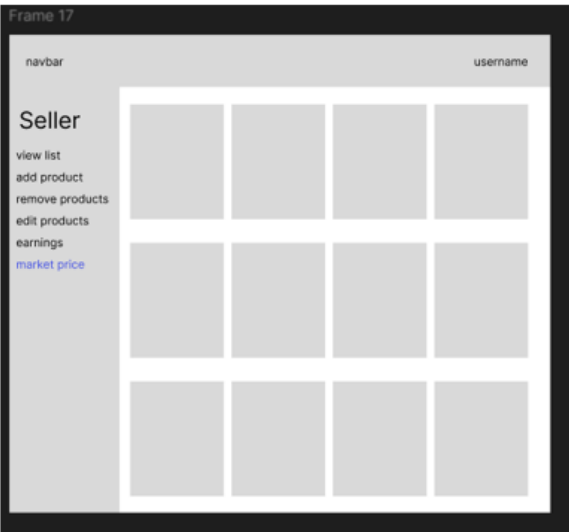 Frame 17
navbar
username
Seller
view list
add product
remove products
edit products
earnings
market price